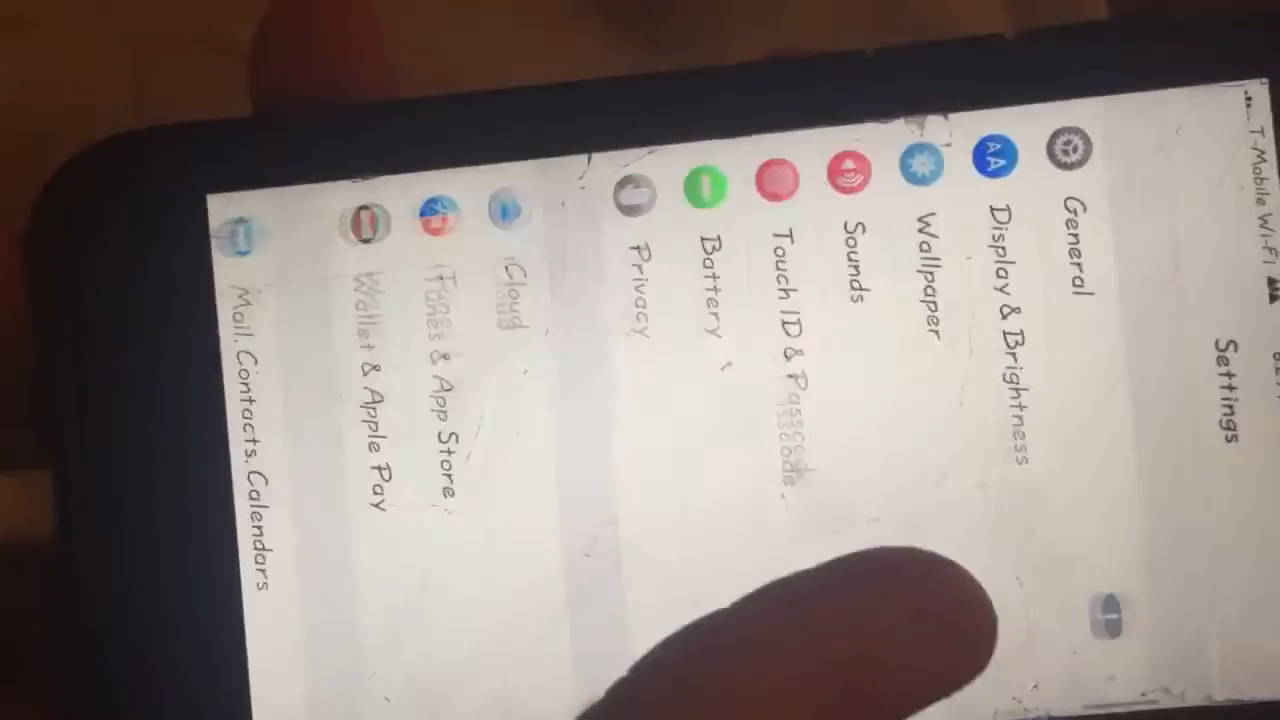 T-Mobile Wi-Fi
Settings
General
Display & Brightness
Wallpaper
Sounds
Touch ID & Passcode
Battery
Privacy
iCloud
iTunes & App Store
Wallet & Apple Pay
Mail, Contacts, Calendars